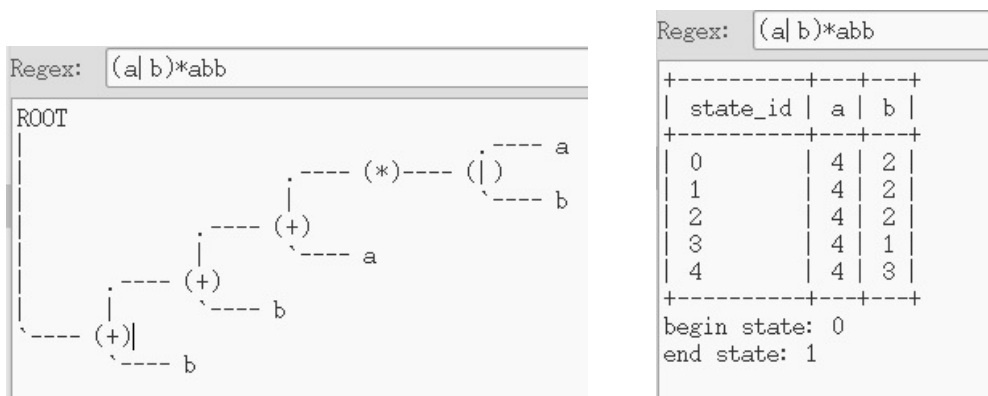 Regex: (a|b)*abb
ROOT
.---- a
.---- (*)---- (|)
`---- b
.---- (+)
`---- a
.---- (+)
`---- b
`---- (+)
`---- b
Regex: (a|b)*abb
+----------+---+---+
| state_id | a | b |
+----------+---+---+
| 0 | 4 | 2 |
| 1 | 4 | 2 |
| 2 | 4 | 2 |
| 3 | 4 | 1 |
| 4 | 4 | 3 |
+----------+---+---+
begin state: 0
end state: 1